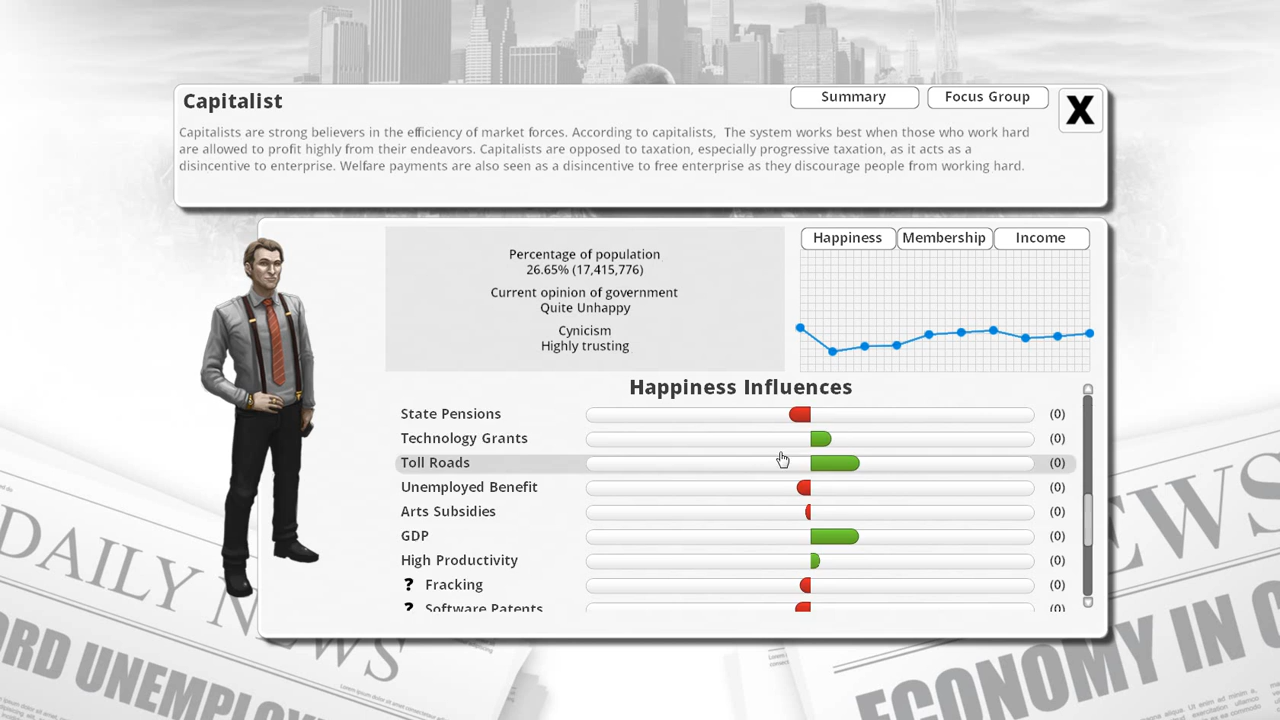 Capitalist
Summary
Focus Group
X
Capitalists are strong believers in the efficiency of market forces. According to capitalists, The system works best when those who work hard
are allowed to profit highly from their endeavors. Capitalists are opposed to taxation, especially progressive taxation, as it acts as a
disincentive to enterprise. Welfare payments are also seen as a disincentive to free enterprise as they discourage people from working hard.
Percentage of population
26.65% (17,415,776)
Current opinion of government
Quite Unhappy
Cynicism
Highly trusting
Happiness
Membership
Income
Happiness Influences
State Pensions (0)
Technology Grants (0)
Toll Roads (0)
Unemployed Benefit (0)
Arts Subsidies (0)
GDP (0)
High Productivity (0)
? Fracking (0)
? Software Patents (0)
DAILY NEWS
NEWS
ECONOMY IN